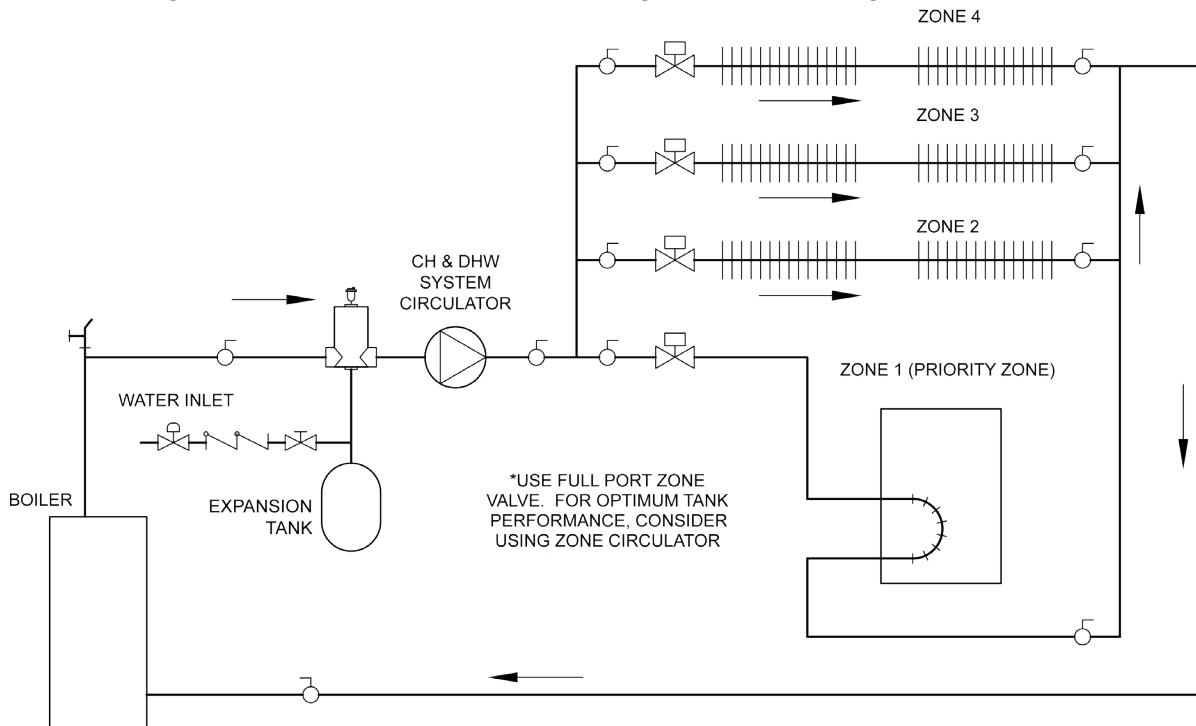 ZONE 4
ZONE 3
ZONE 2
CH & DHW
SYSTEM
CIRCULATOR
ZONE 1 (PRIORITY ZONE)
WATER INLET
*USE FULL PORT ZONE
VALVE. FOR OPTIMUM TANK
PERFORMANCE, CONSIDER
USING ZONE CIRCULATOR
BOILER
EXPANSION
TANK